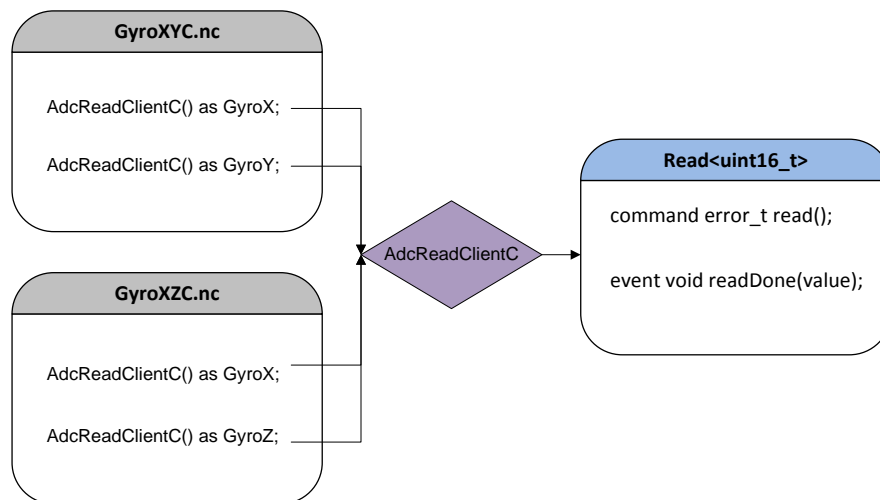 GyroXYC.nc
AdcReadClientC() as GyroX;
AdcReadClientC() as GyroY;
GyroXZC.nc
AdcReadClientC() as GyroX;
AdcReadClientC() as GyroZ;
AdcReadClientC
Read<uint16_t>
command error_t read();
event void readDone(value);